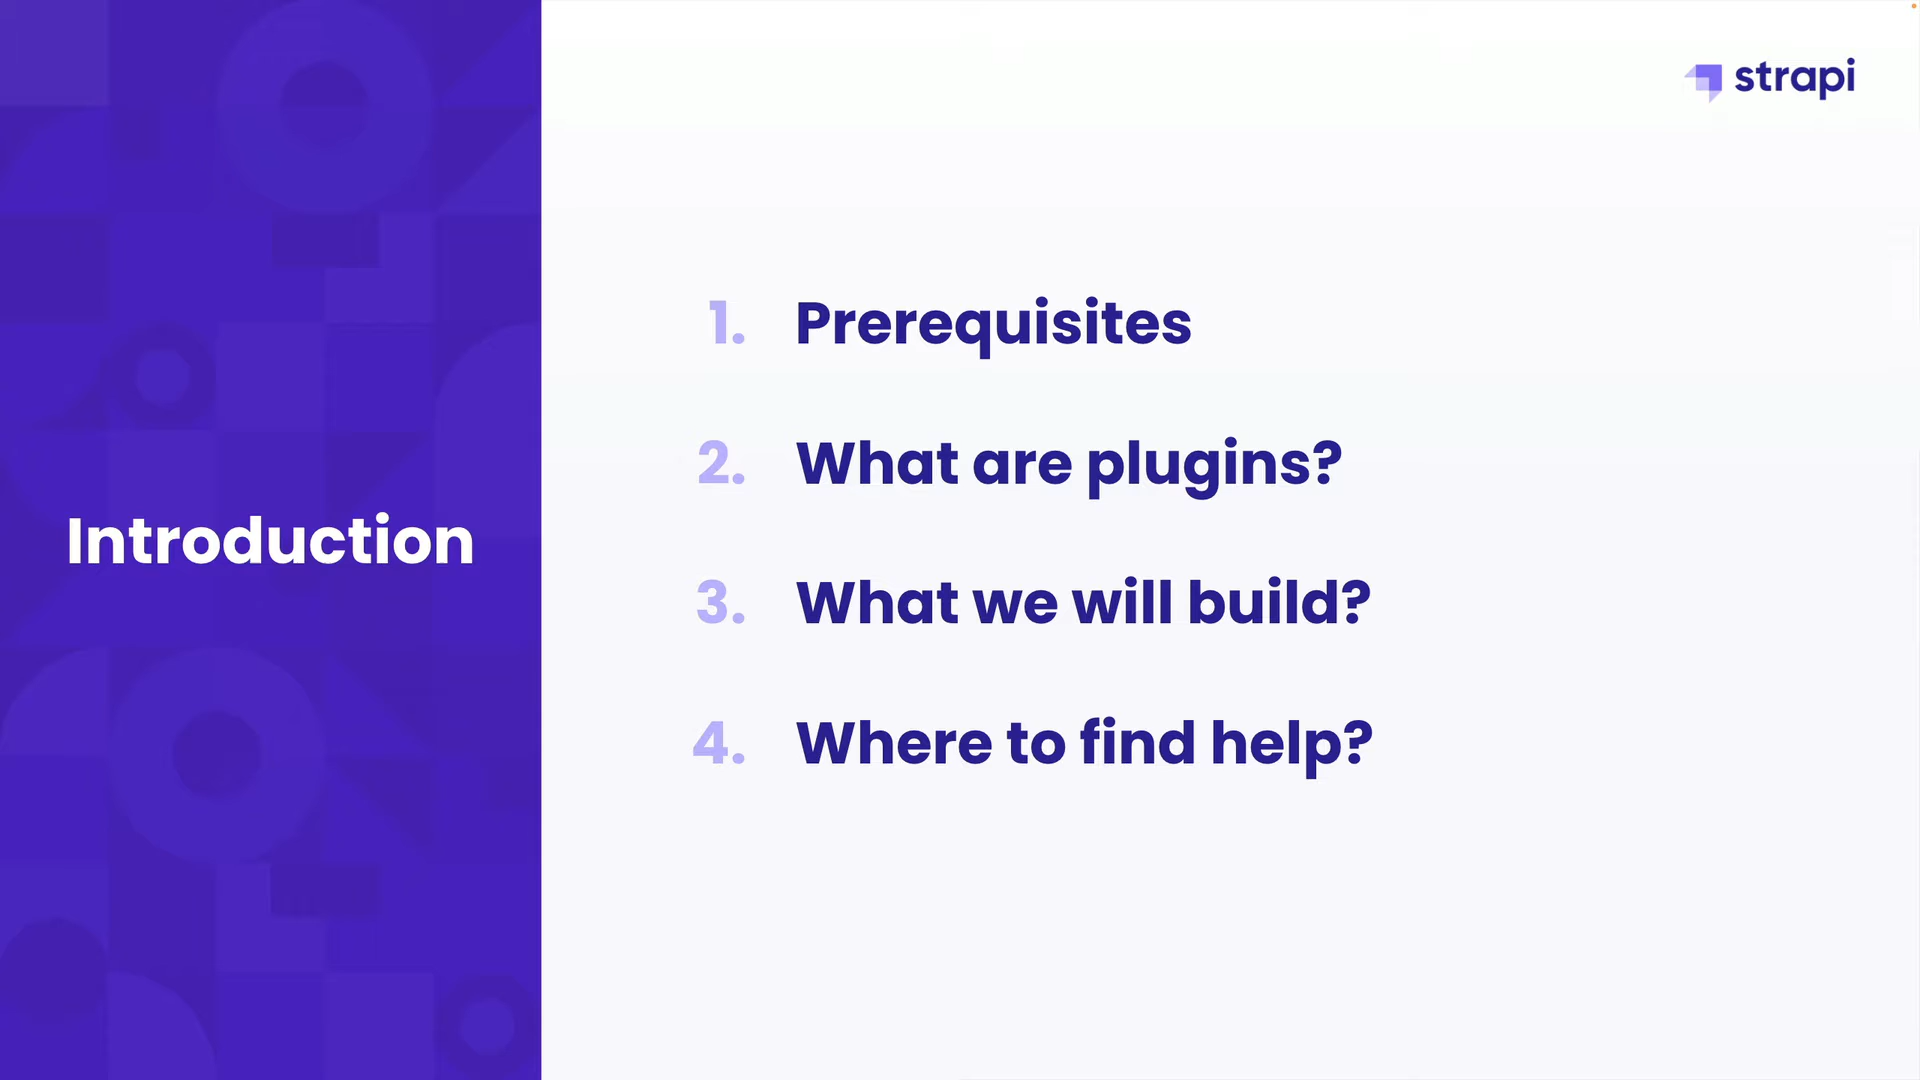 strapi
Introduction
1. Prerequisites
2. What are plugins?
3. What we will build?
4. Where to find help?